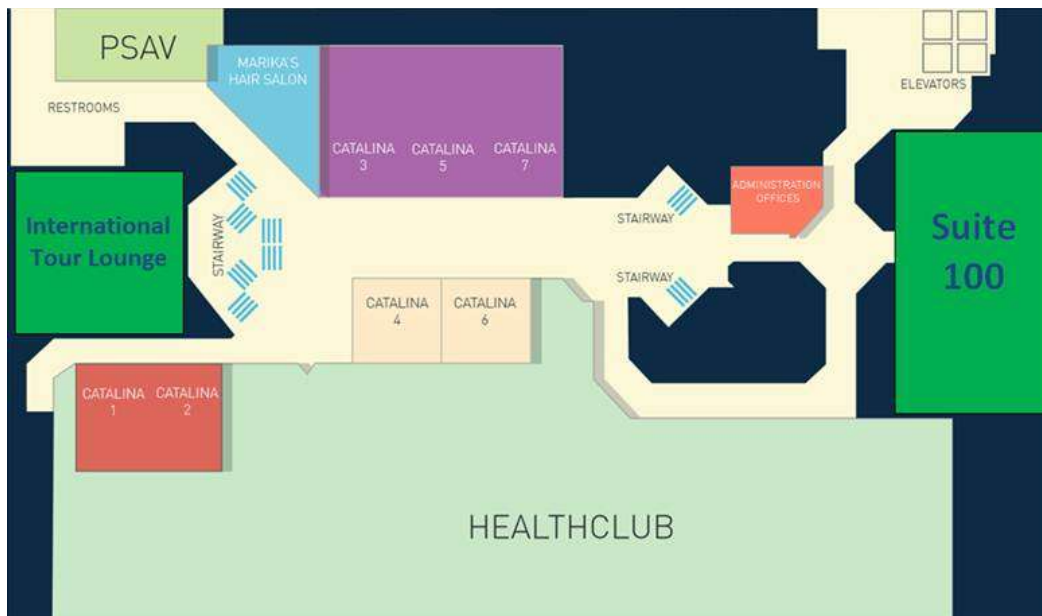 PSAV
MARIKA'S
HAIR SALON
ELEVATORS
RESTROOMS
CATALINA
3
CATALINA
5
CATALINA
7
ADMINISTRATION
OFFICES
International
Tour Lounge
STAIRWAY
STAIRWAY
Suite
100
STAIRWAY
CATALINA
4
CATALINA
6
CATALINA
1
CATALINA
2
HEALTHCLUB